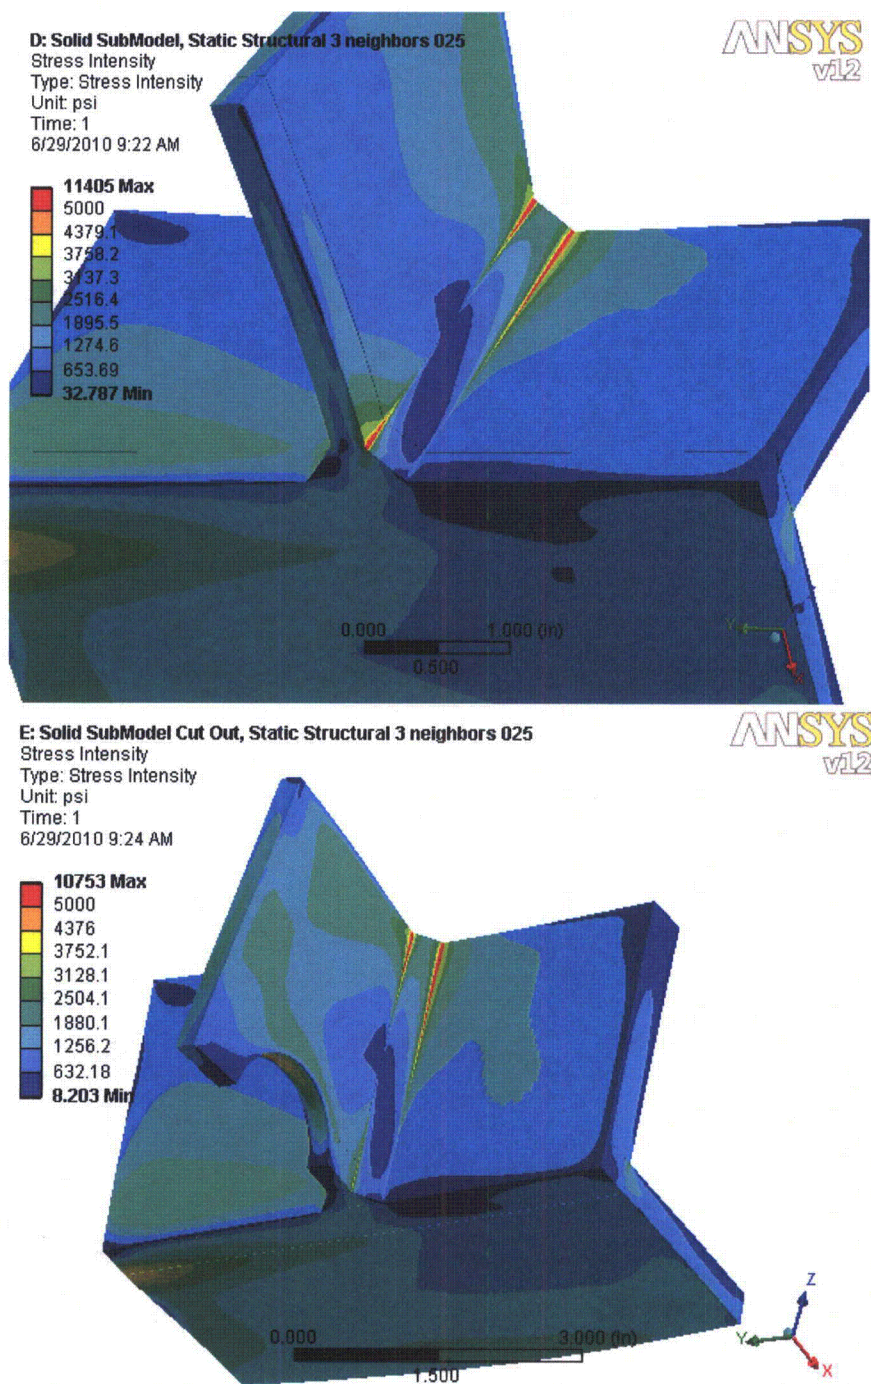 D: Solid SubModel, Static Structural 3 neighbors 025
Stress Intensity
Type: Stress Intensity
Unit: psi
Time: 1
6/29/2010 9:22 AM
ANSYS
v12
11405 Max
5000
4379.1
3758.2
3137.3
2516.4
1895.5
1274.6
653.69
32.787 Min
0.000
1.000 (in)
0.500
Y
E: Solid SubModel Cut Out, Static Structural 3 neighbors 025
Stress Intensity
Type: Stress Intensity
Unit: psi
Time: 1
6/29/2010 9:24 AM
ANSYS
v12
10753 Max
5000
4376
3752.1
3128.1
2504.1
1880.1
1256.2
632.18
8.203 Min
0.000
3.000 (in)
1.500
Z
Y
X